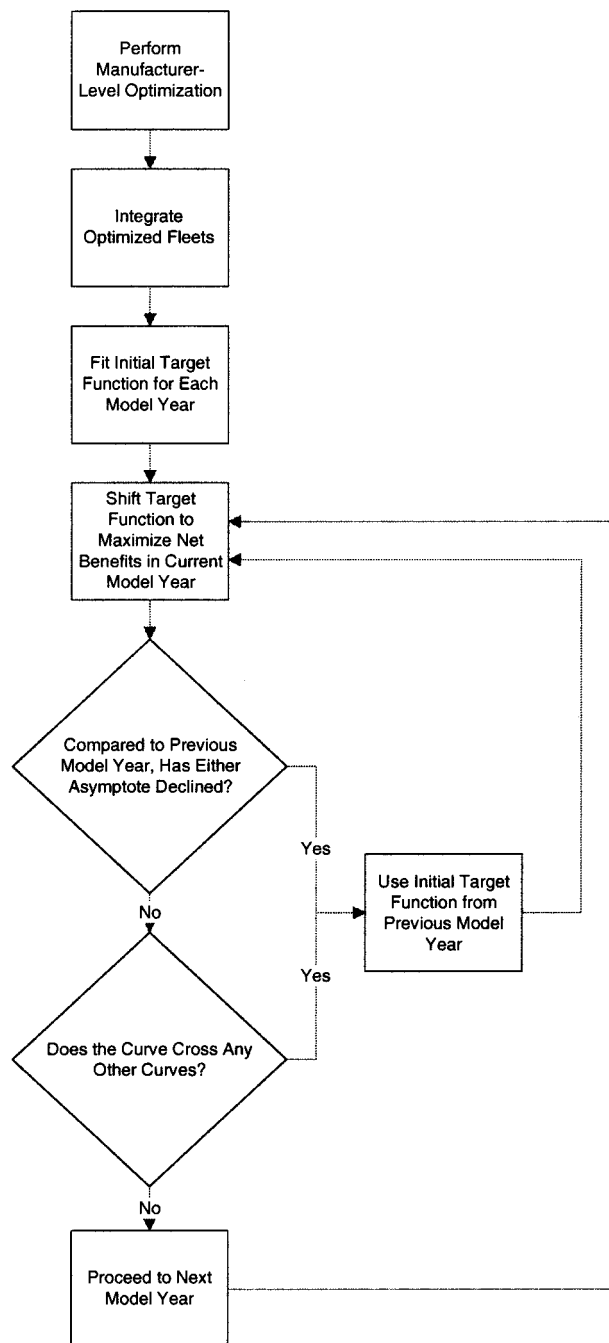 Perform
Manufacturer-
Level Optimization
Integrate
Optimized Fleets
Fit Initial Target
Function for Each
Model Year
Shift Target
Function to
Maximize Net
Benefits in Current
Model Year
Compared to Previous
Model Year, Has Either
Asymptote Declined?
Yes
Use Initial Target
Function from
Previous Model
Year
No
Yes
Does the Curve Cross Any
Other Curves?
No
Proceed to Next
Model Year